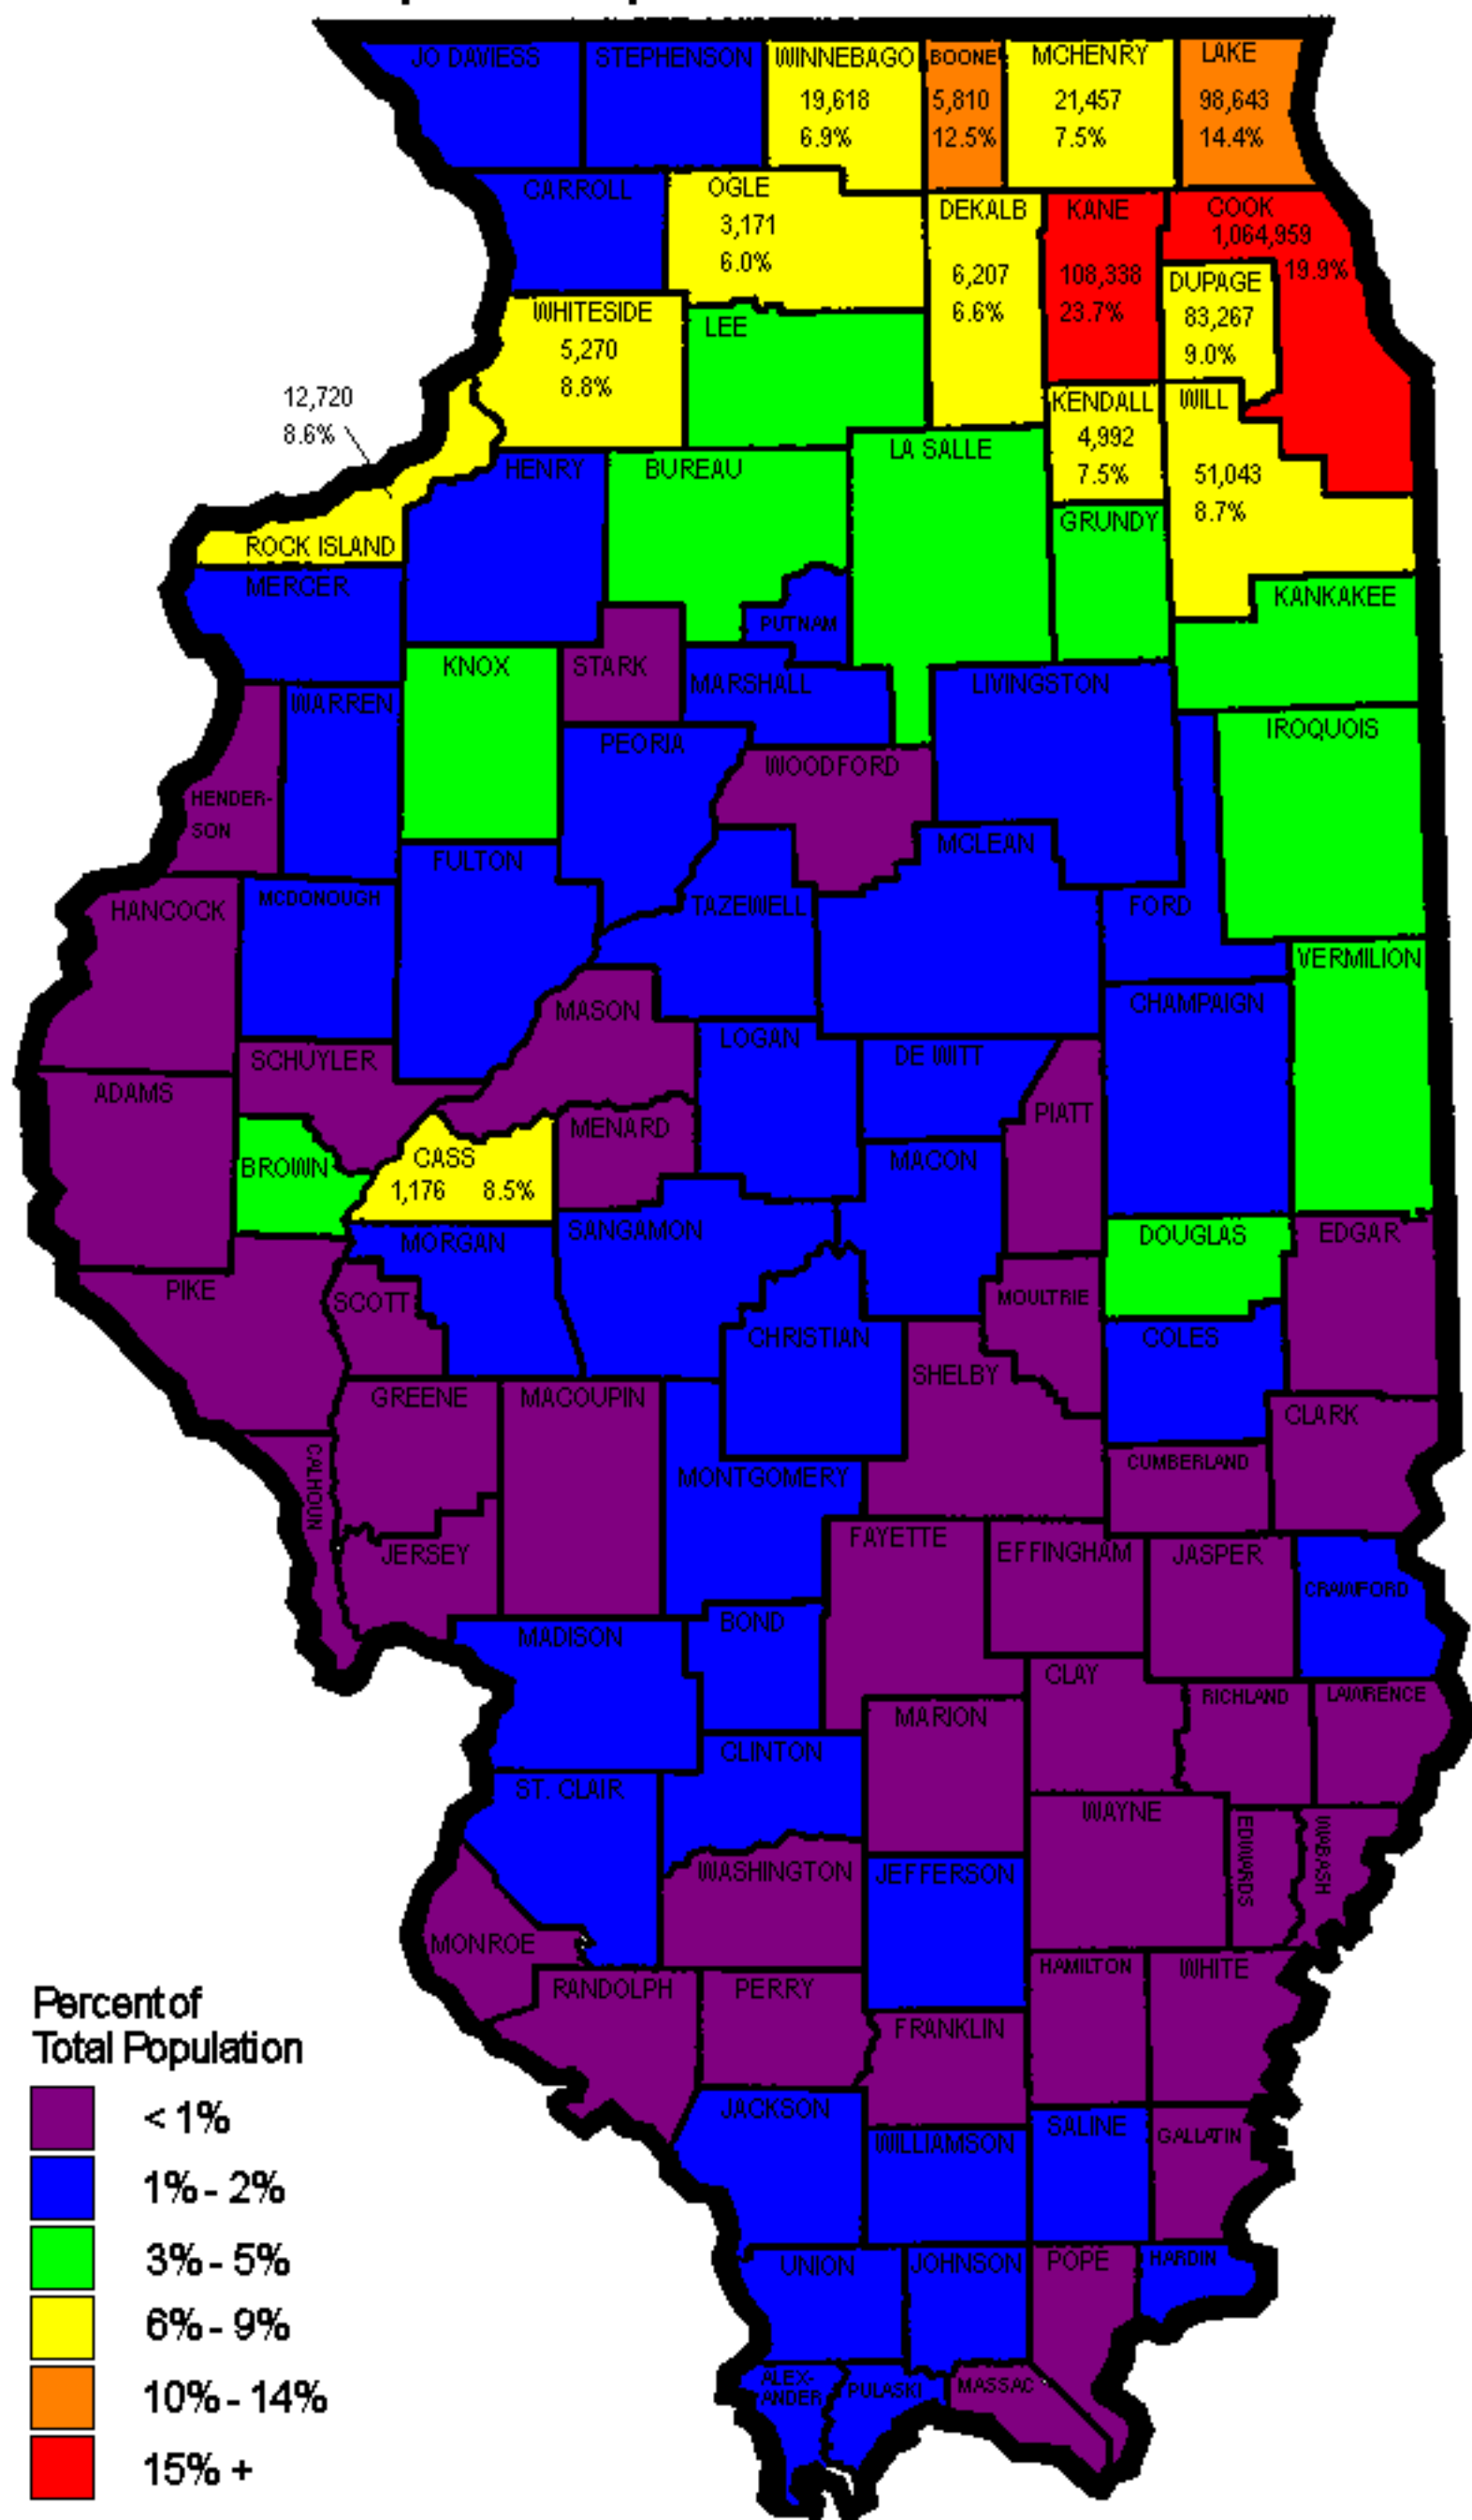 JO DAVIESS
STEPHENSON
WINNEBAGO
19,618
6.9%
BOONE
5,810
12.5%
MCHENRY
21,457
7.5%
LAKE
98,643
14.4%
CARROLL
OGLE
3,171
6.0%
DEKALB
6,207
6.6%
KANE
108,338
23.7%
COOK
1,064,959
19.9%
DUPAGE
83,267
9.0%
WHITESIDE
5,270
8.8%
LEE
12,720
8.6%
ROCK ISLAND
HENRY
BUREAU
LA SALLE
KENDALL
4,992
7.5%
WILL
51,043
8.7%
GRUNDY
KANKAKEE
MERCER
PUTNAM
KNOX
STARK
MARSHALL
LIVINGSTON
WARREN
PEORIA
WOODFORD
IROQUOIS
HENDER-
SON
FULTON
MCLEAN
HANCOCK
MCDONOUGH
TAZEWELL
FORD
VERMILION
MASON
CHAMPAIGN
SCHUYLER
LOGAN
DE WITT
ADAMS
MENARD
PIATT
BROWN
CASS
1,176 8.5%
MACON
MORGAN
SANGAMON
DOUGLAS
EDGAR
PIKE
SCOTT
MOULTRIE
CHRISTIAN
COLES
SHELBY
GREENE
MACOUPIN
CLARK
CALHOUN
MONTGOMERY
CUMBERLAND
JERSEY
FAYETTE
EFFINGHAM
JASPER
CRAWFORD
MADISON
BOND
CLAY
RICHLAND
LAWRENCE
MARION
CLINTON
ST. CLAIR
WAYNE
EDWARDS
WABASH
WASHINGTON
JEFFERSON
MONROE
HAMILTON
WHITE
RANDOLPH
PERRY
FRANKLIN
JACKSON
WILLIAMSON
SALINE
GALLATIN
UNION
JOHNSON
POPE
HARDIN
ALEX-
ANDER
PULASKI
MASSAC
Percent of
Total Population
< 1%
1% - 2%
3% - 5%
6% - 9%
10% - 14%
15% +